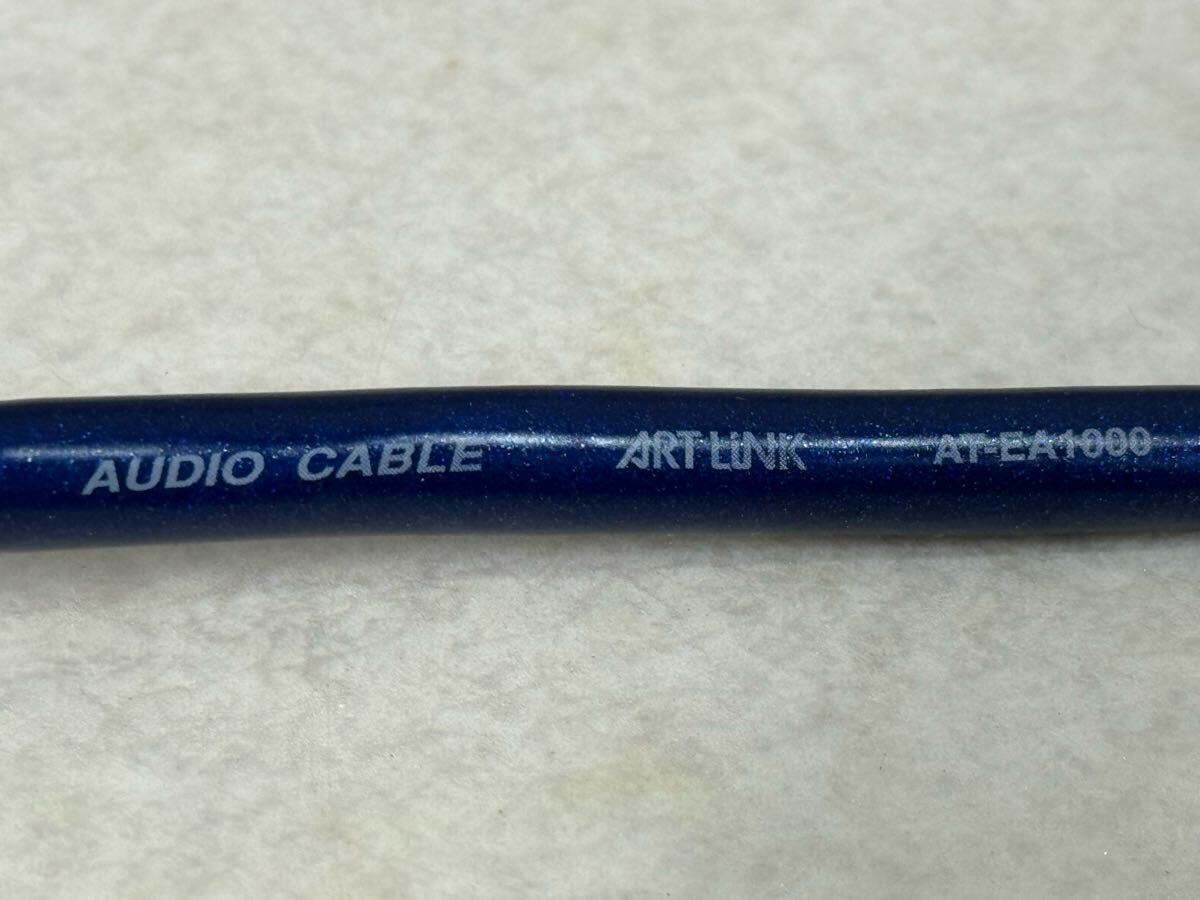 AUDIO CABLE ART LiNK AT-EA1000